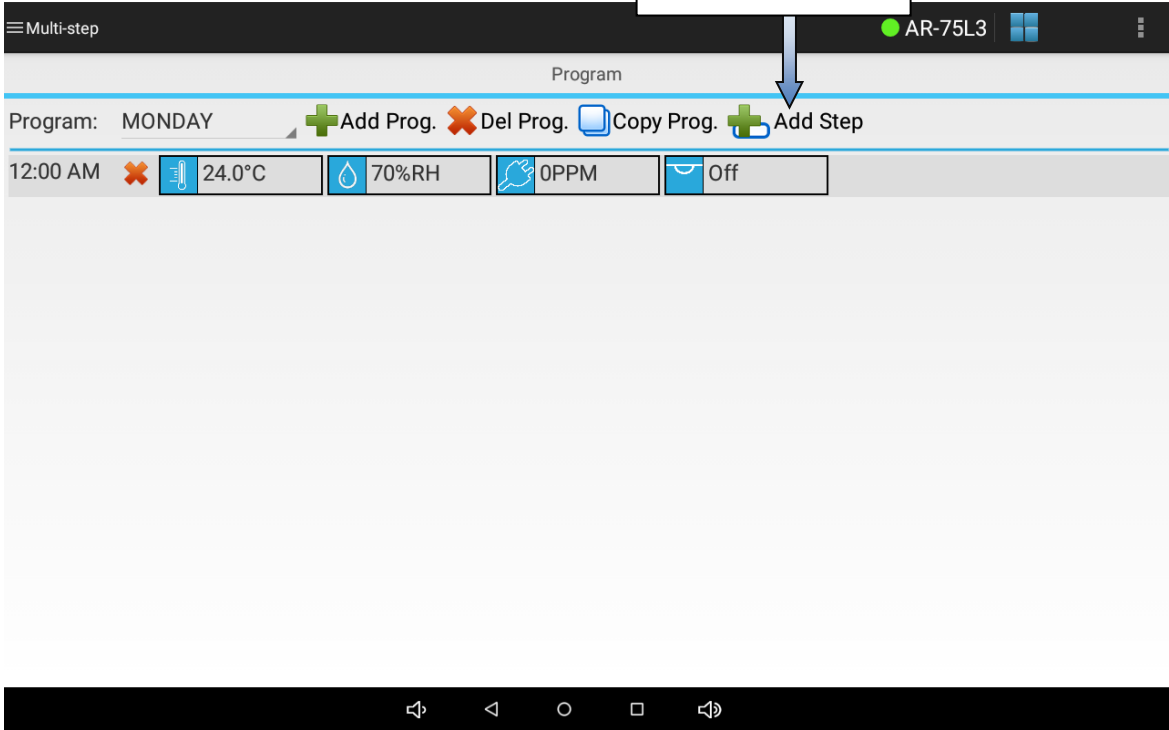 Multi-step AR-75L3
Program
Program: MONDAY Add Prog. Del Prog. Copy Prog. Add Step
12:00 AM 24.0°C 70%RH 0PPM Off